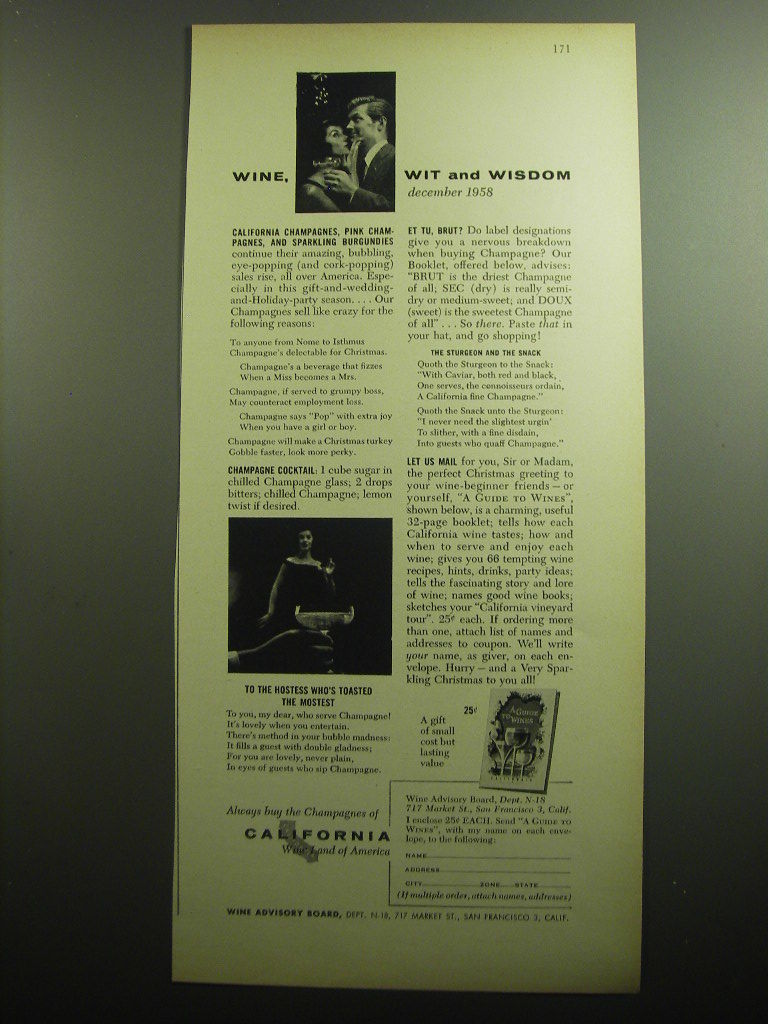 171
WINE, WIT and WISDOM
december 1958
CALIFORNIA CHAMPAGNES, PINK CHAM-
PAGNES, AND SPARKLING BURGUNDIES
continue their amazing, bubbling,
eye-popping (and cork-popping)
sales rise, all over America. Espe-
cially in this gift-and-wedding-
and-Holiday-party season. . . . Our
Champagnes sell like crazy for the
following reasons:
To anyone from Nome to Isthmus
Champagne's delectable for Christmas.
Champagne's a beverage that fizzes
When a Miss becomes a Mrs.
Champagne, if served to grumpy boss,
May counteract employment loss.
Champagne says "Pop" with extra joy
When you have a girl or boy.
Champagne will make a Christmas turkey
Gobble faster, look more perky.
CHAMPAGNE COCKTAIL: 1 cube sugar in
chilled Champagne glass; 2 drops
bitters; chilled Champagne; lemon
twist if desired.
TO THE HOSTESS WHO'S TOASTED
THE MOSTEST
To you, my dear, who serve Champagne!
It's lovely when you entertain.
There's method in your bubble madness:
It fills a guest with double gladness;
For you are lovely, never plain,
In eyes of guests who sip Champagne.
Always buy the Champagnes of
CALIFORNIA
Wine Land of America
ET TU, BRUT? Do label designations
give you a nervous breakdown
when buying Champagne? Our
Booklet, offered below, advises:
"BRUT is the driest Champagne
of all; SEC (dry) is really semi-
dry or medium-sweet; and DOUX
(sweet) is the sweetest Champagne
of all" . . . So there. Paste that in
your hat, and go shopping!
THE STURGEON AND THE SNACK
Quoth the Sturgeon to the Snack:
"With Caviar, both red and black,
One serves, the connoisseurs ordain,
A California fine Champagne."
Quoth the Snack unto the Sturgeon:
"I never need the slightest urgin'
To slither, with a fine disdain,
Into guests who quaff Champagne."
LET US MAIL for you, Sir or Madam,
the perfect Christmas greeting to
your wine-beginner friends — or
yourself, "A GUIDE TO WINES",
shown below, is a charming, useful
32-page booklet; tells how each
California wine tastes; how and
when to serve and enjoy each
wine; gives you 66 tempting wine
recipes, hints, drinks, party ideas;
tells the fascinating story and lore
of wine; names good wine books;
sketches your "California vineyard
tour". 25¢ each. If ordering more
than one, attach list of names and
addresses to coupon. We'll write
your name, as giver, on each en-
velope. Hurry — and a Very Spar-
kling Christmas to you all!
25¢
A gift
of small
cost but
lasting
value
A GUIDE
TO WINES
CALIFORNIA
Wine Advisory Board, Dept. N-18
717 Market St., San Francisco 3, Calif.
I enclose 25¢ EACH. Send "A GUIDE TO
WINES", with my name on each enve-
lope, to the following:
NAME
ADDRESS
CITY ZONE STATE
(If multiple order, attach names, addresses)
WINE ADVISORY BOARD, DEPT. N-18, 717 MARKET ST., SAN FRANCISCO 3, CALIF.